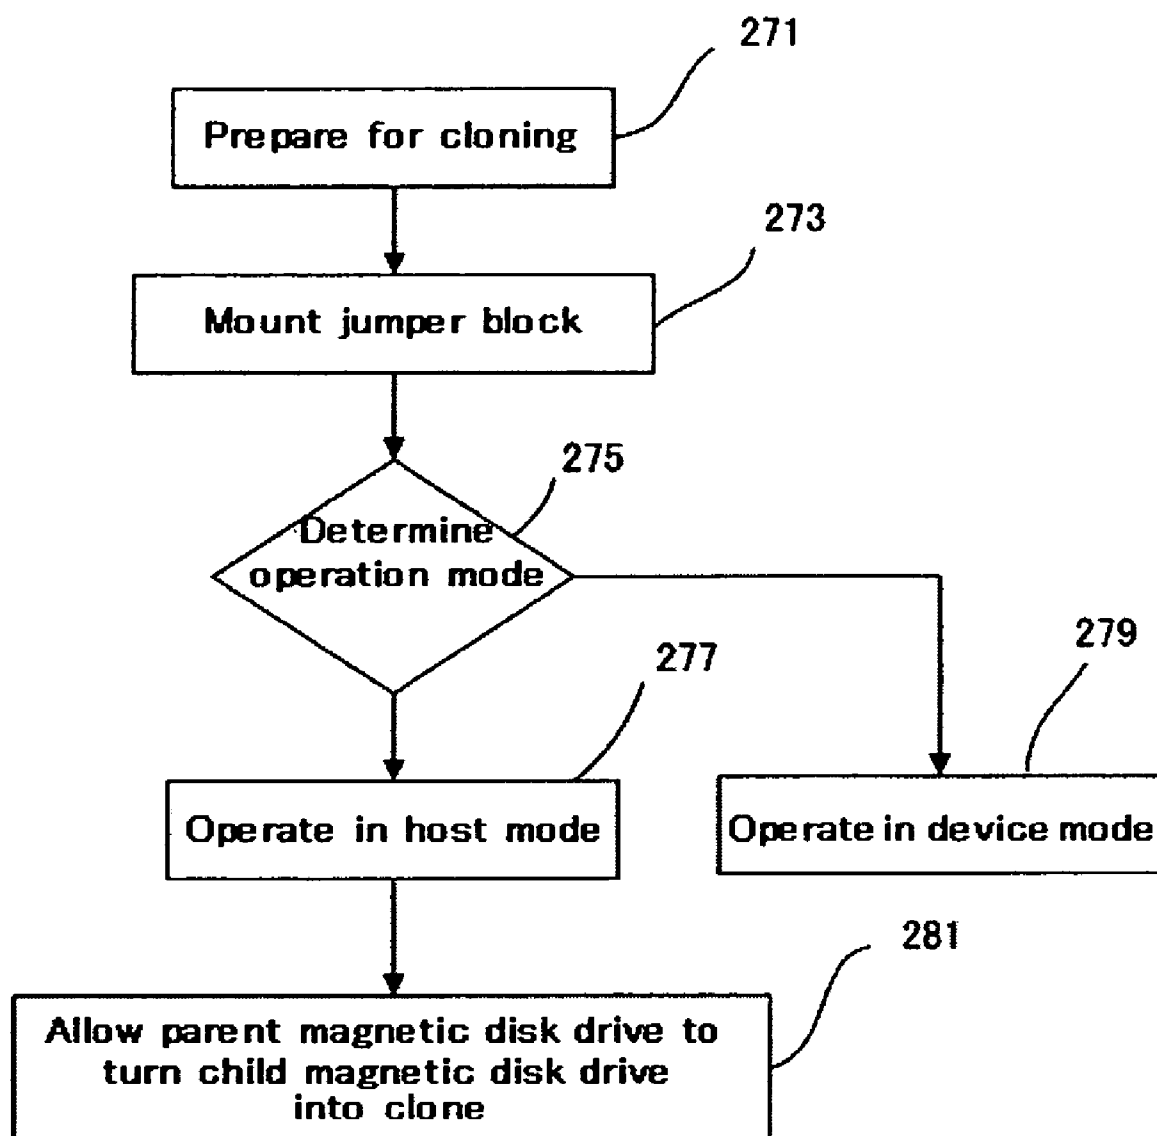 271
Prepare for cloning
273
Mount jumper block
275
Determine
operation mode
277
279
Operate in host mode
Operate in device mode
281
Allow parent magnetic disk drive to
turn child magnetic disk drive
into clone